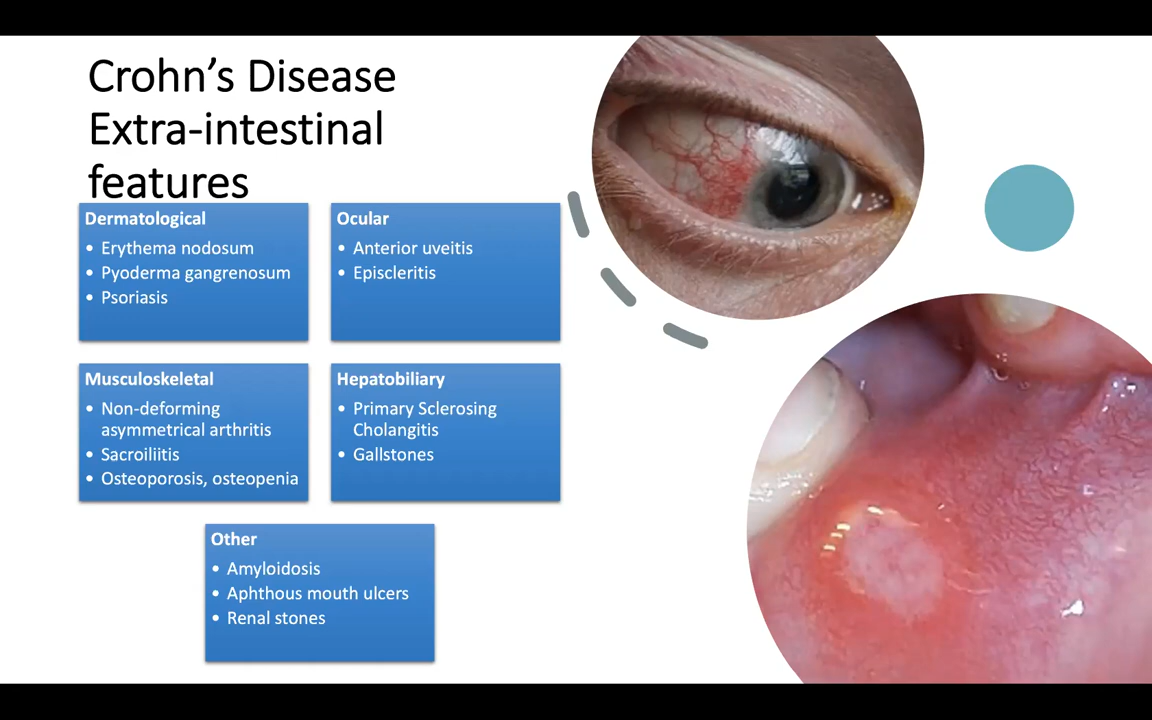 Crohn’s Disease
Extra-intestinal
features
Dermatological
• Erythema nodosum
• Pyoderma gangrenosum
• Psoriasis
Ocular
• Anterior uveitis
• Episcleritis
Musculoskeletal
• Non-deforming
asymmetrical arthritis
• Sacroiliitis
• Osteoporosis, osteopenia
Hepatobiliary
• Primary Sclerosing
Cholangitis
• Gallstones
Other
• Amyloidosis
• Aphthous mouth ulcers
• Renal stones